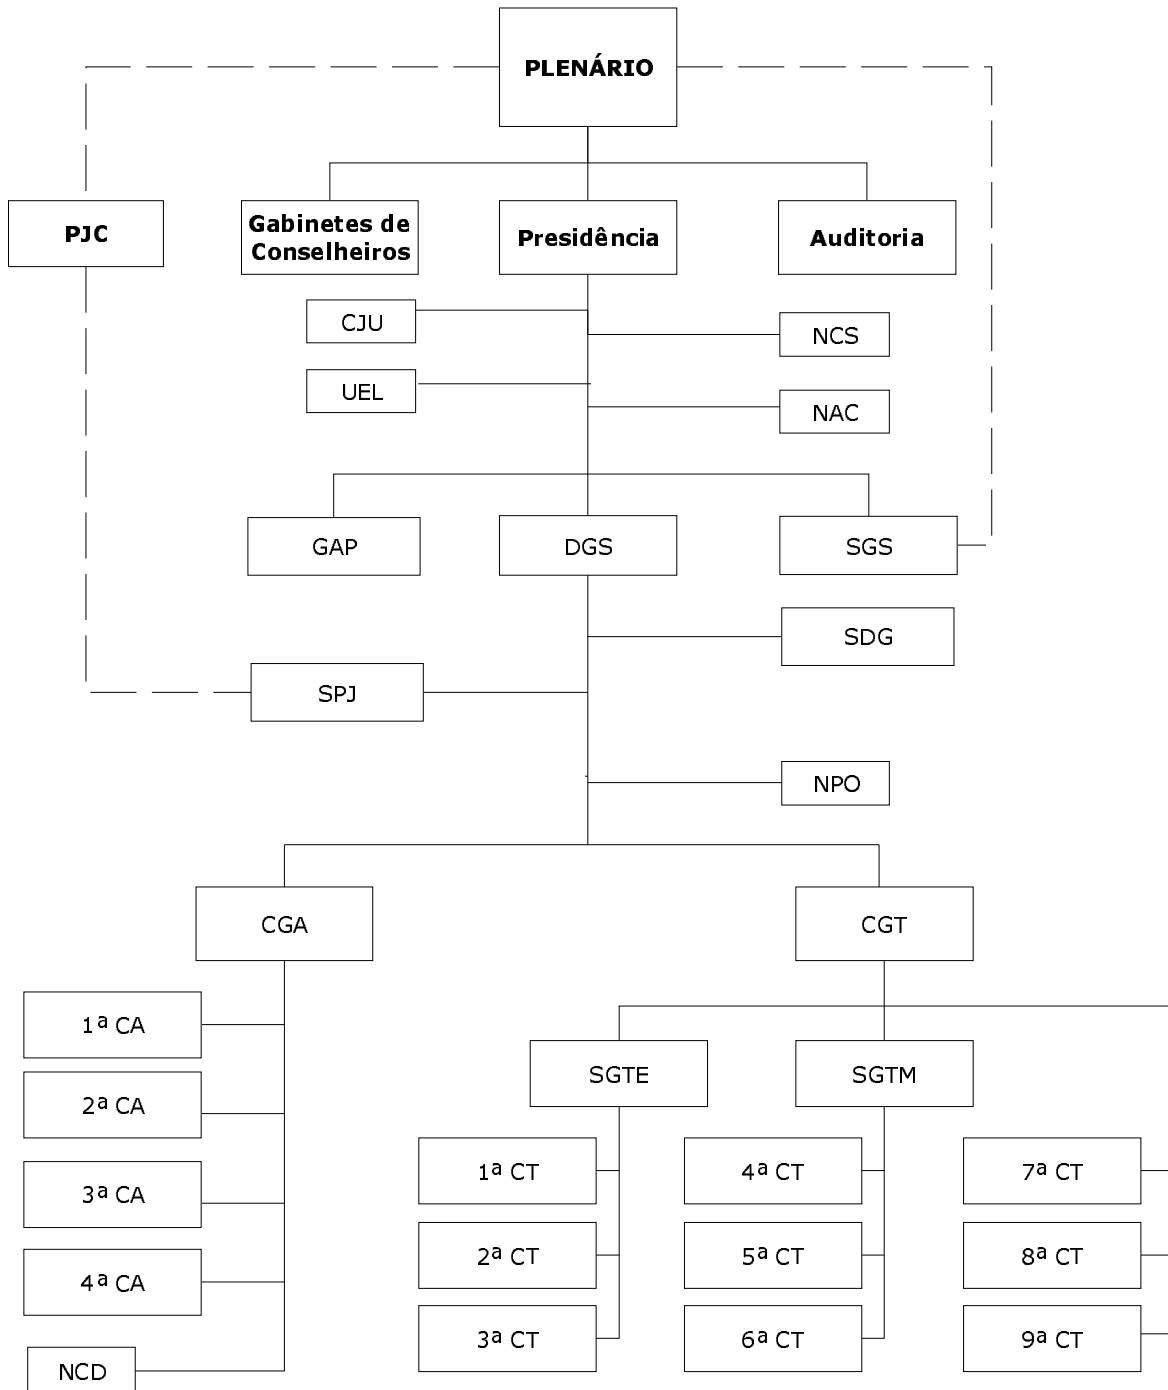 PLENÁRIO
PJC
Gabinetes de
Conselheiros
Presidência
Auditoria
CJU
NCS
UEL
NAC
GAP
DGS
SGS
SDG
SPJ
NPO
CGA
CGT
1ª CA
2ª CA
3ª CA
4ª CA
NCD
SGTE
SGTM
1ª CT
4ª CT
7ª CT
2ª CT
5ª CT
8ª CT
3ª CT
6ª CT
9ª CT